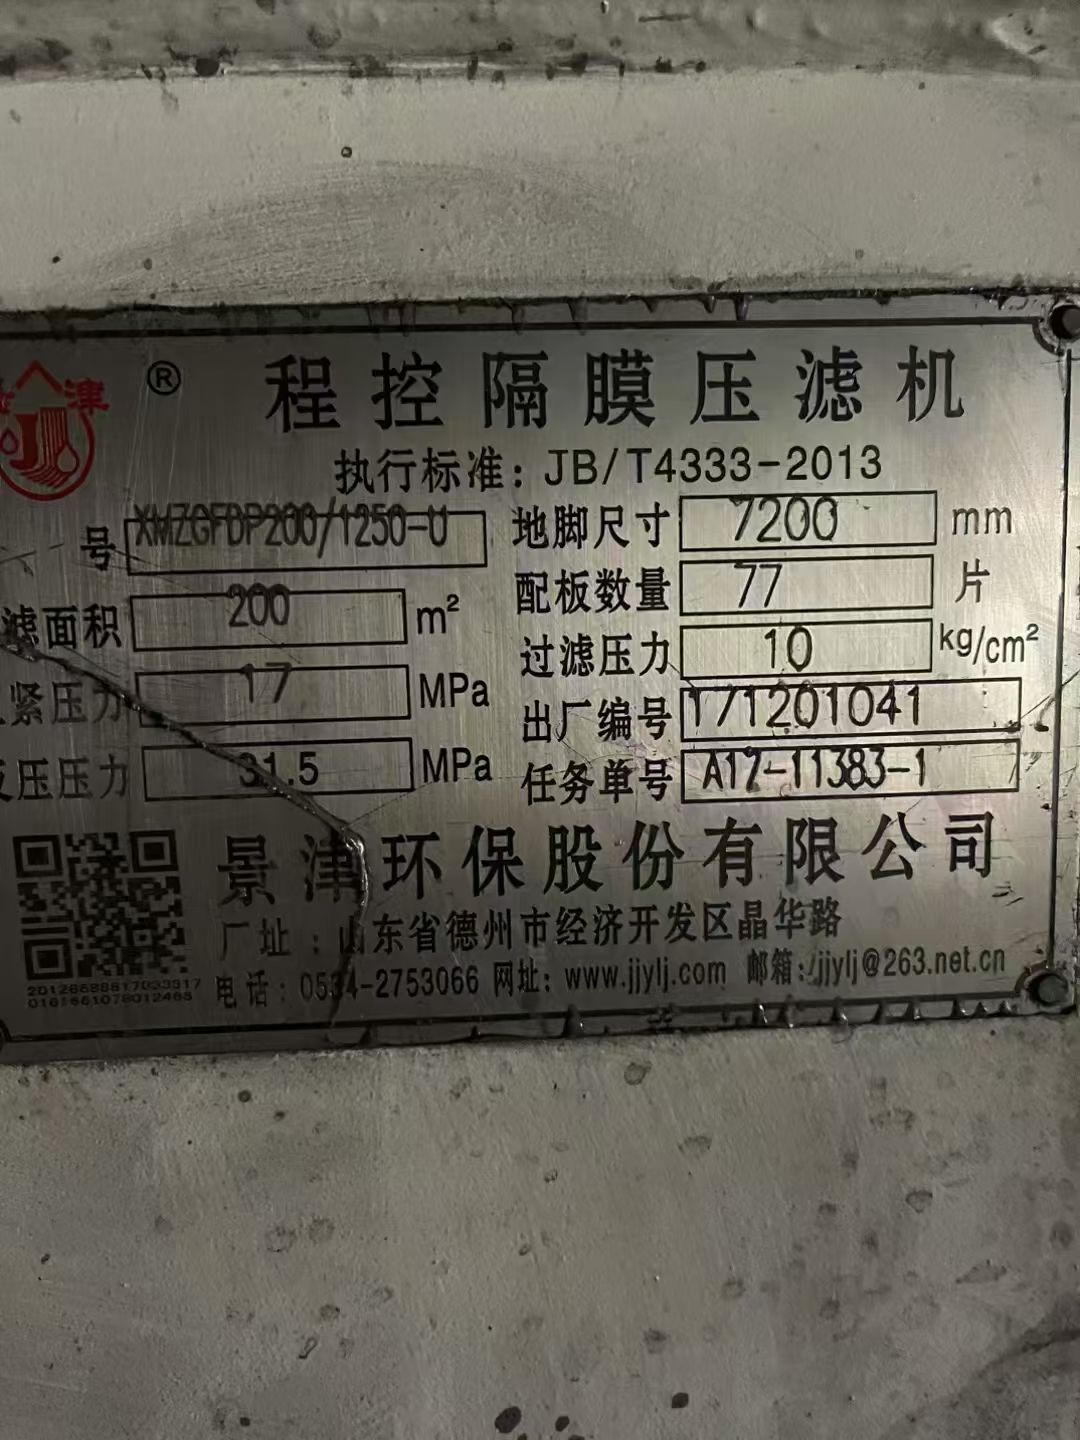 津 ® 程控隔膜压滤机
执行标准: JB/T4333-2013
号 XMZGFDP200/1250-U 地脚尺寸 7200 mm
滤面积 200 m² 配板数量 77 片
紧压力 17 MPa 过滤压力 10 kg/cm²
压压力 31.5 MPa 出厂编号 171201041
任务单号 A17-11383-1
景津环保股份有限公司
厂址:山东省德州市经济开发区晶华路
电话: 0534-2753066 网址: www.jjylj.com 邮箱: jjylj@263.net.cn